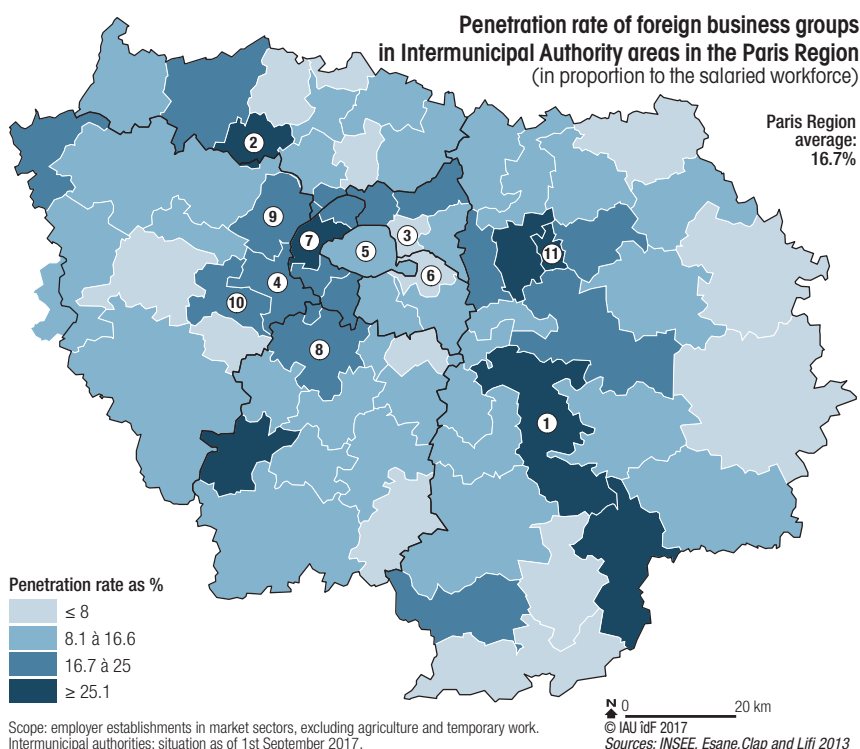 Penetration rate of foreign business groups
in Intermunicipal Authority areas in the Paris Region
(in proportion to the salaried workforce)
Paris Region
average:
16.7%
2
9
7
3
5
6
11
4
10
8
1
Penetration rate as %
≤ 8
8.1 à 16.6
16.7 à 25
≥ 25.1
N 0 20 km
© IAU îdF 2017
Scope: employer establishments in market sectors, excluding agriculture and temporary work.
Intermunicipal authorities: situation as of 1st September 2017.
Sources: INSEE, Esane,Clap and Lifi 2013